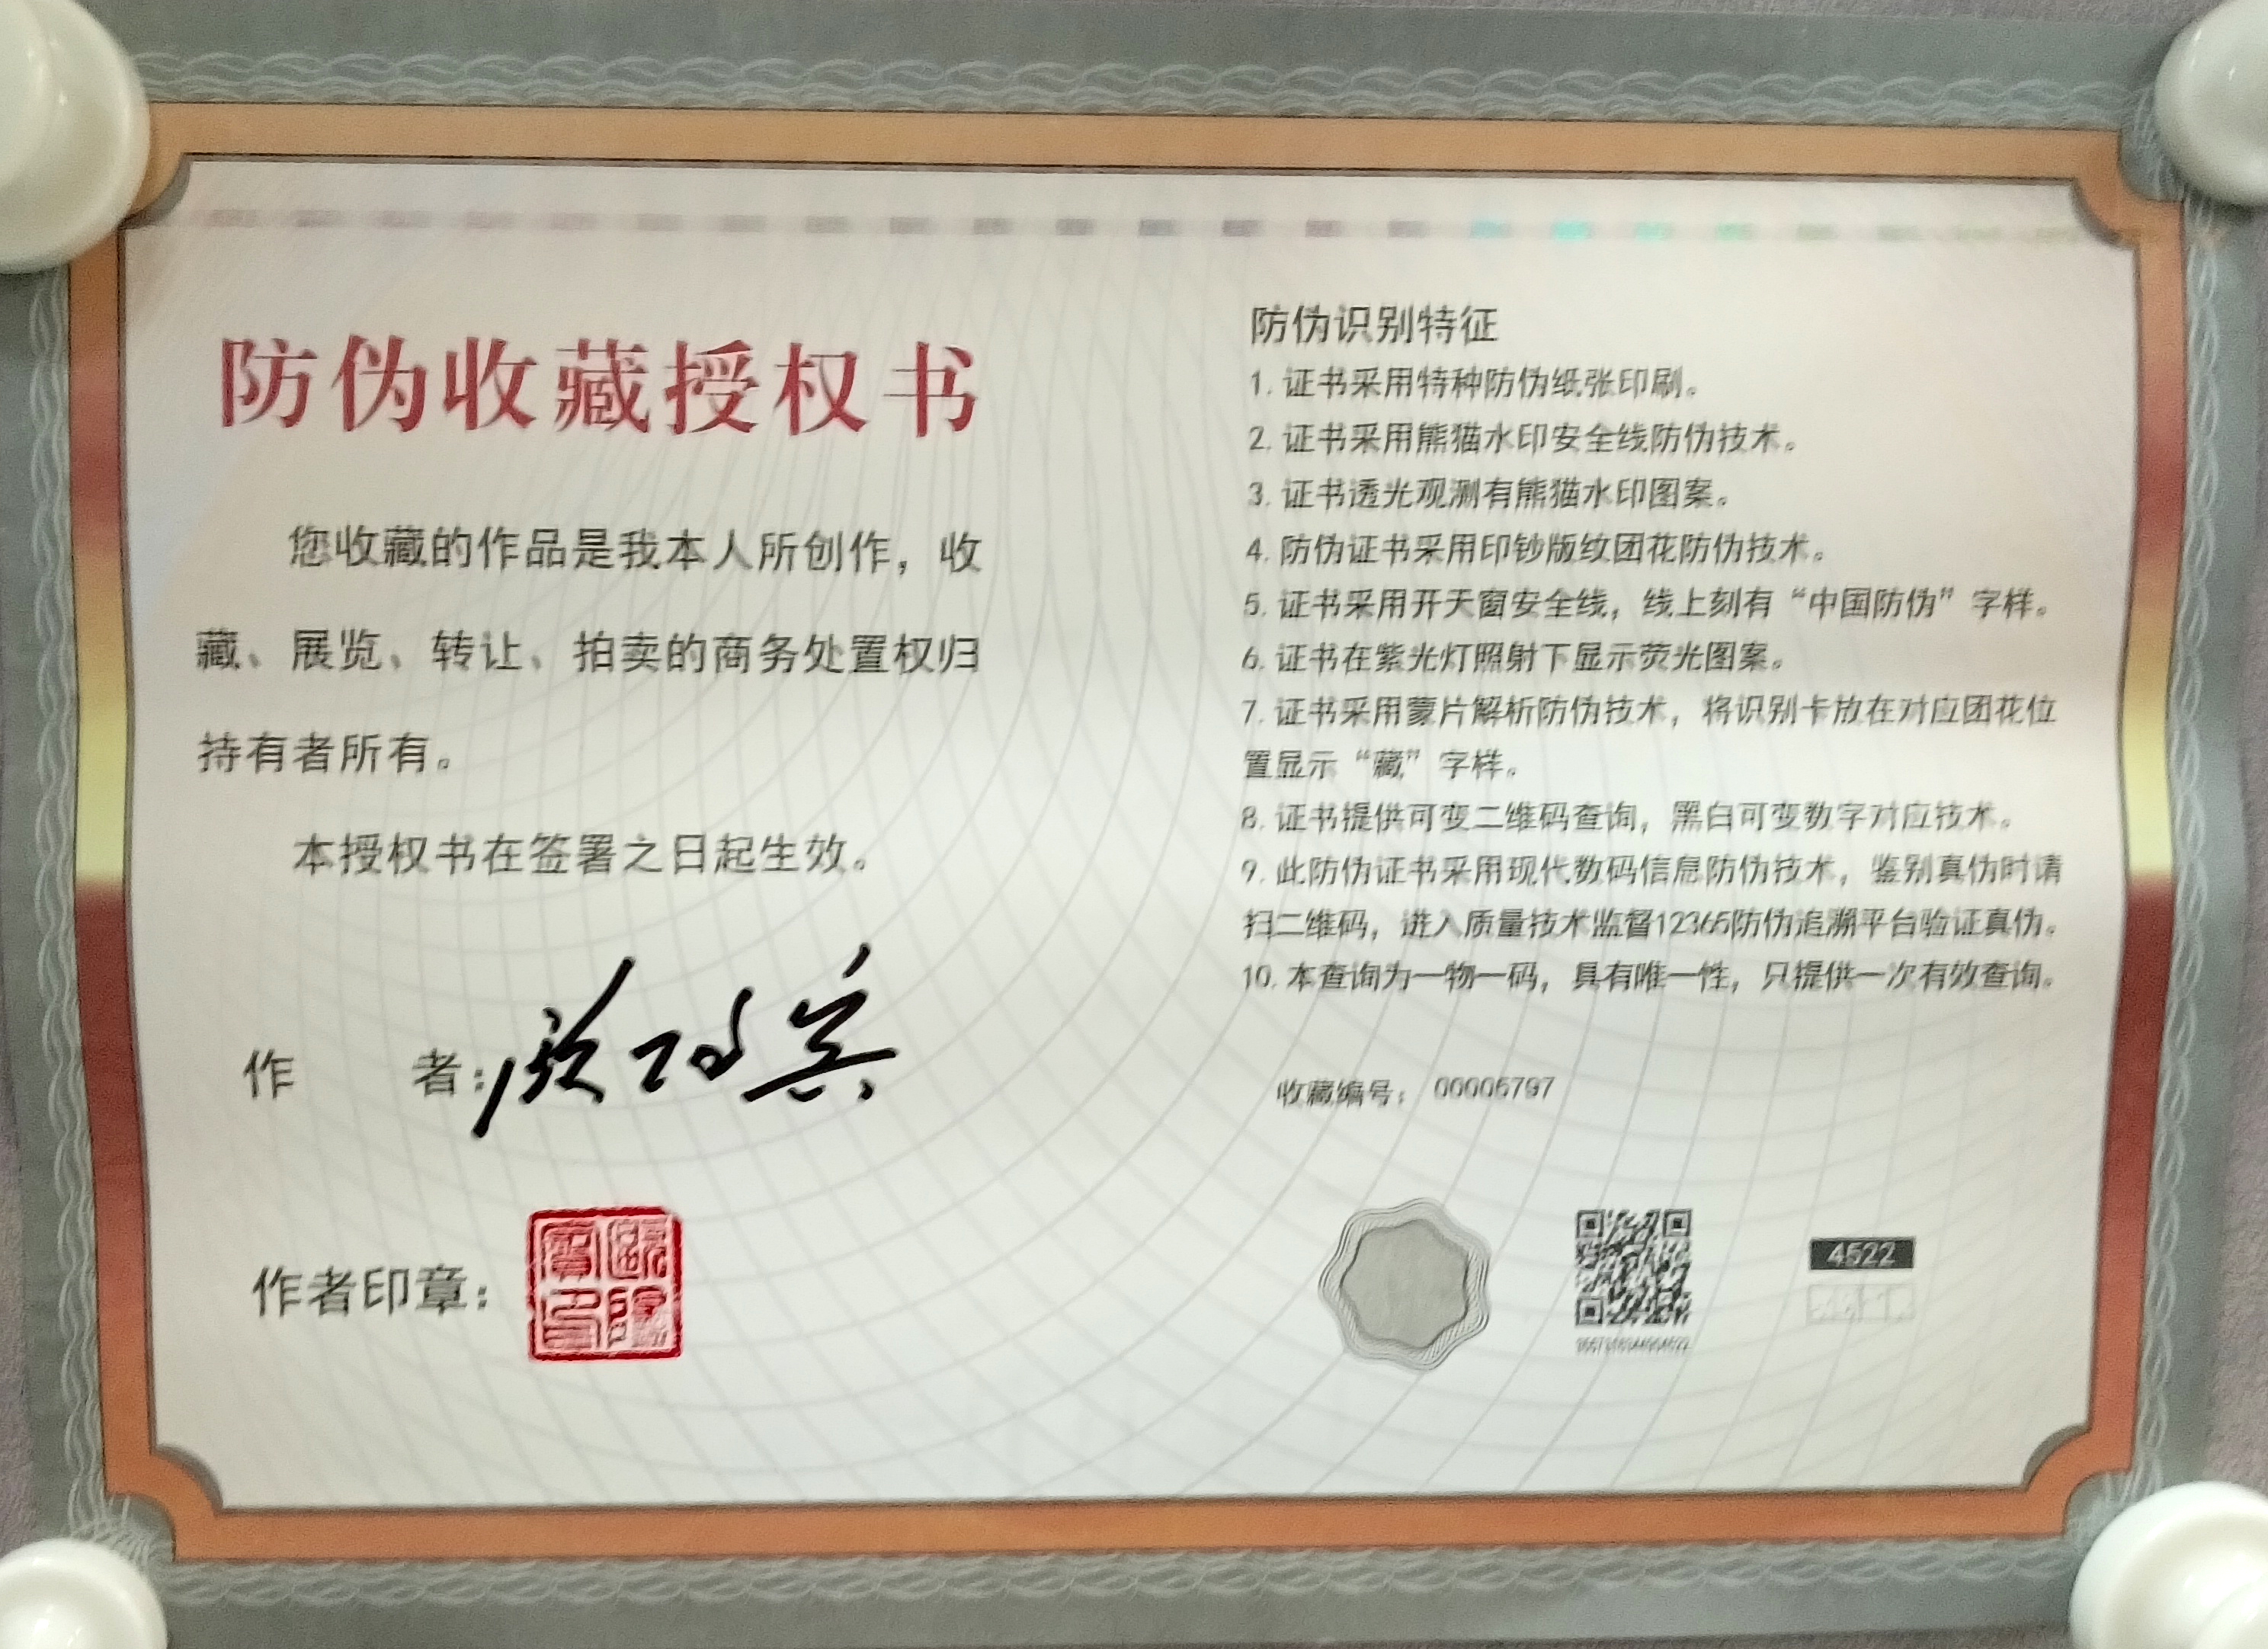 防伪收藏授权书
您收藏的作品是我本人所创作，收
藏、展览、转让、拍卖的商务处置权归
持有者所有。
本授权书在签署之日起生效。
作 者：
作者印章：
防伪识别特征
1. 证书采用特种防伪纸张印刷。
2. 证书采用熊猫水印安全线防伪技术。
3. 证书透光观测有熊猫水印图案。
4. 防伪证书采用印钞版纹团花防伪技术。
5. 证书采用开天窗安全线，线上刻有“中国防伪”字样。
6. 证书在紫光灯照射下显示荧光图案。
7. 证书采用蒙片解析防伪技术，将识别卡放在对应团花位
置显示“藏”字样。
8. 证书提供可变二维码查询，黑白可变数字对应技术。
9. 此防伪证书采用现代数码信息防伪技术，鉴别真伪时请
扫二维码，进入质量技术监督12365防伪追溯平台验证真伪。
10. 本查询为一物一码，具有唯一性，只提供一次有效查询。
收藏编号： 00006797
4522